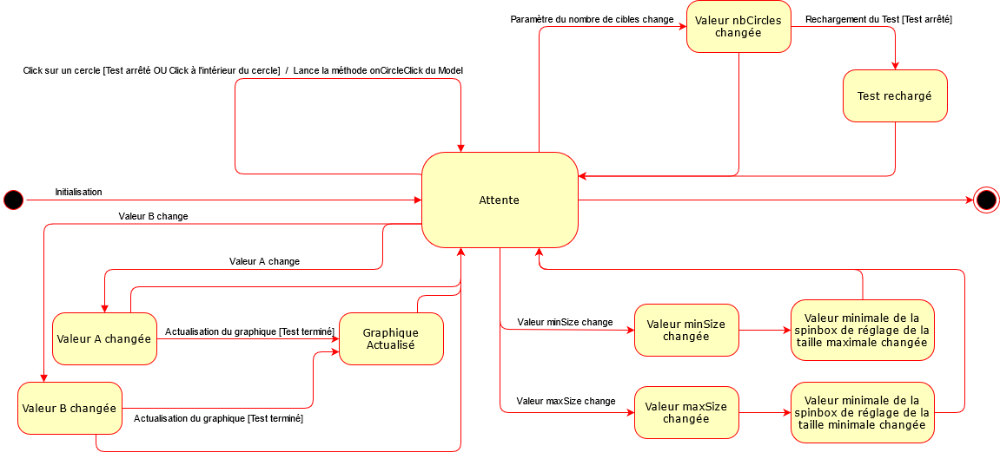 Paramètre du nombre de cibles change
Valeur nbCircles
changée
Rechargement du Test [Test arrêté]
Click sur un cercle [Test arrêté OU Click à l'intérieur du cercle] / Lance la méthode onCircleClick du Model
Test rechargé
Initialisation
Attente
Valeur B change
Valeur A change
Valeur A changée
Actualisation du graphique [Test terminé]
Graphique
Actualisé
Valeur minSize change
Valeur minSize
changée
Valeur minimale de la
spinbox de réglage de la
taille maximale changée
Valeur B changée
Actualisation du graphique [Test terminé]
Valeur maxSize change
Valeur maxSize
changée
Valeur minimale de la
spinbox de réglage de la
taille minimale changée